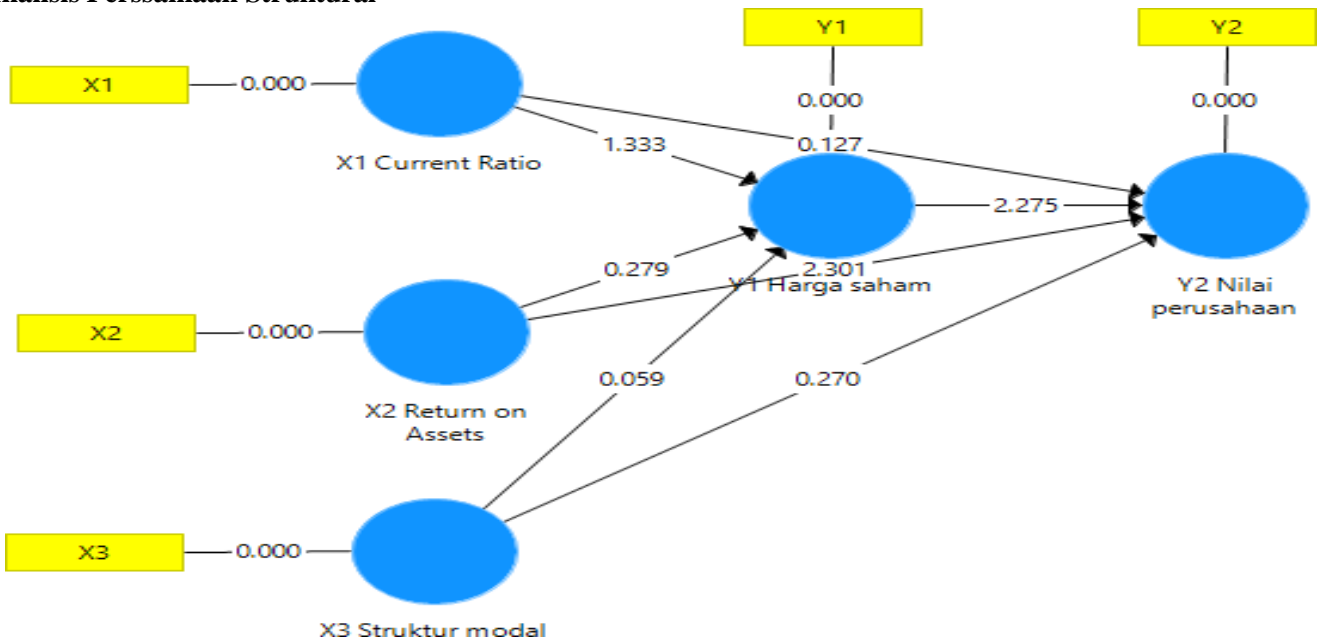 Y1
Y2
X1
0.000
0.000
0.000
X1 Current Ratio
1.333
0.127
2.275
0.279
2.301
Y1 Harga saham
Y2 Nilai
perusahaan
X2
0.000
X2 Return on
Assets
0.059
0.270
X3
0.000
X3 Struktur modal